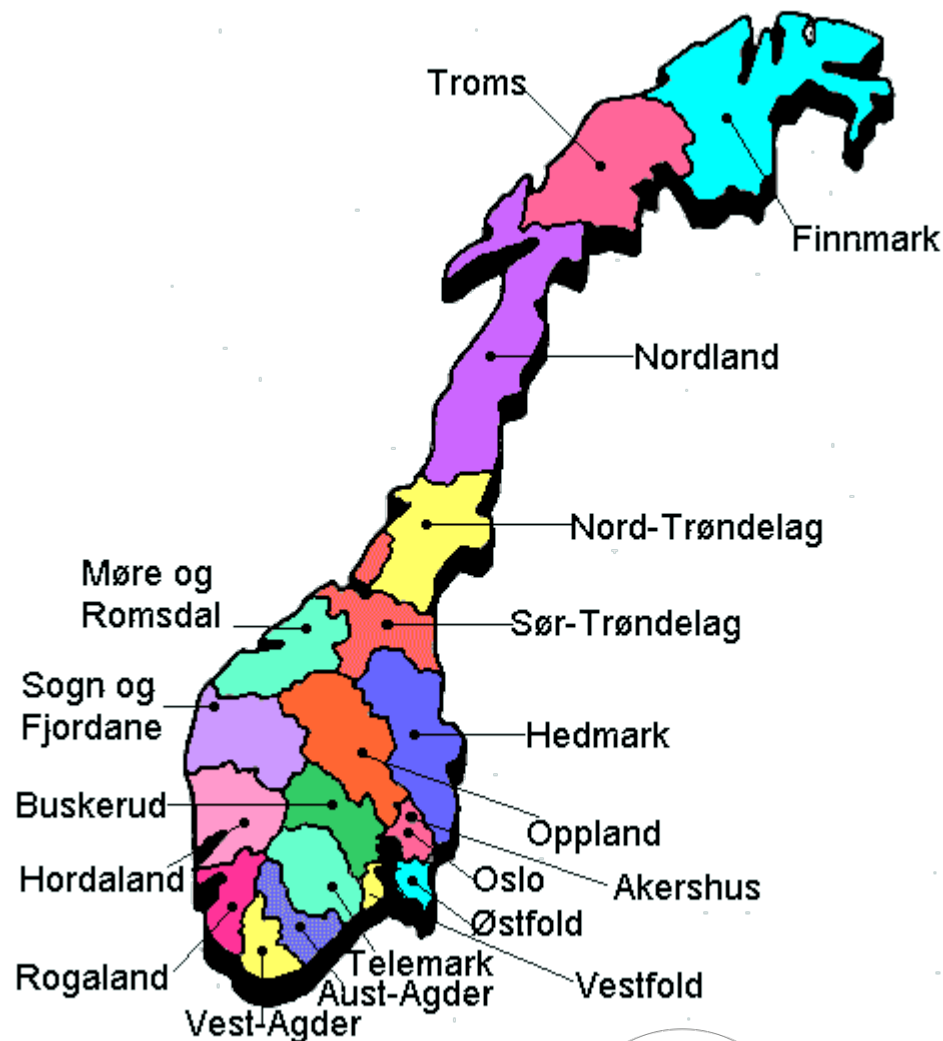 Troms
Finnmark
Nordland
Nord-Trøndelag
Møre og
Romsdal
Sør-Trøndelag
Sogn og
Fjordane
Hedmark
Buskerud
Oppland
Hordaland
Oslo
Akershus
Østfold
Rogaland
Telemark
Vestfold
Aust-Agder
Vest-Agder